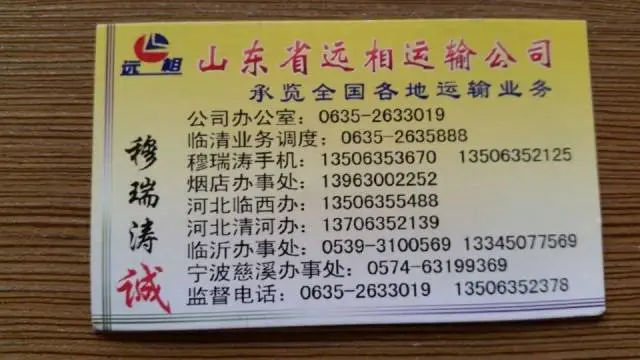 远相
山东省远相运输公司
承览全国各地运输业务
公司办公室：0635-2633019
临清业务调度：0635-2635888
穆瑞涛手机：13506353670 13506352125
烟店办事处：13963002252
河北临西办：13506355488
河北清河办：13706352139
临沂办事处：0539-3100569 13345077569
宁波慈溪办事处：0574-63199369
监督电话：0635-2633019 13506352378
穆瑞涛
诚